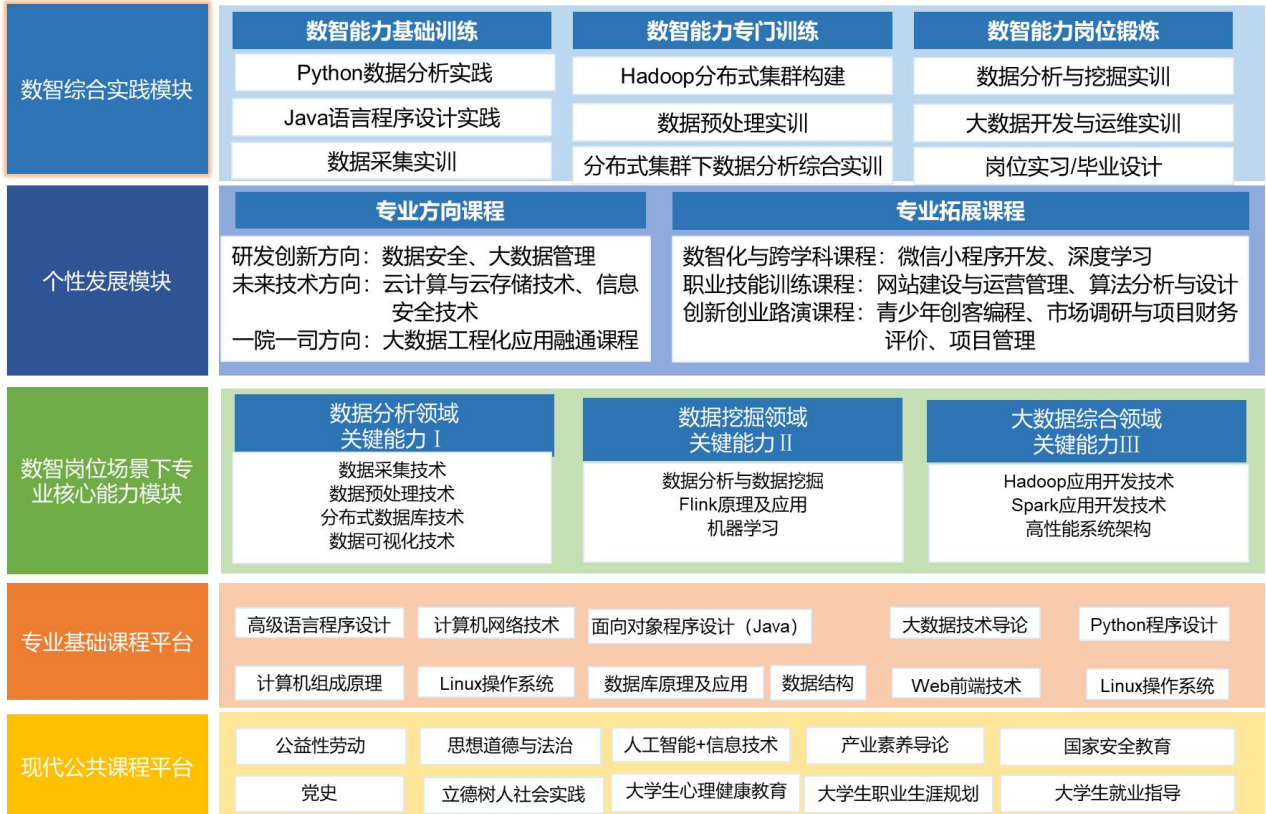 数智综合实践模块
数智能力基础训练
Python数据分析实践
Java语言程序设计实践
数据采集实训
数智能力专门训练
Hadoop分布式集群构建
数据预处理实训
分布式集群下数据分析综合实训
数智能力岗位锻炼
数据分析与挖掘实训
大数据开发与运维实训
岗位实习/毕业设计
个性发展模块
专业方向课程
研发创新方向：数据安全、大数据管理
未来技术方向：云计算与云存储技术、信息
安全技术
一院一司方向：大数据工程化应用融通课程
专业拓展课程
数智化与跨学科课程：微信小程序开发、深度学习
职业技能训练课程：网站建设与运营管理、算法分析与设计
创新创业路演课程：青少年创客编程、市场调研与项目财务
评价、项目管理
数智岗位场景下专
业核心能力模块
数据分析领域
关键能力Ⅰ
数据采集技术
数据预处理技术
分布式数据库技术
数据可视化技术
数据挖掘领域
关键能力Ⅱ
数据分析与数据挖掘
Flink原理及应用
机器学习
大数据综合领域
关键能力III
Hadoop应用开发技术
Spark应用开发技术
高性能系统架构
专业基础课程平台
高级语言程序设计
计算机网络技术
面向对象程序设计（Java）
大数据技术导论
Python程序设计
计算机组成原理
Linux操作系统
数据库原理及应用
数据结构
Web前端技术
Linux操作系统
现代公共课程平台
公益性劳动
思想道德与法治
人工智能+信息技术
产业素养导论
国家安全教育
党史
立德树人社会实践
大学生心理健康教育
大学生职业生涯规划
大学生就业指导